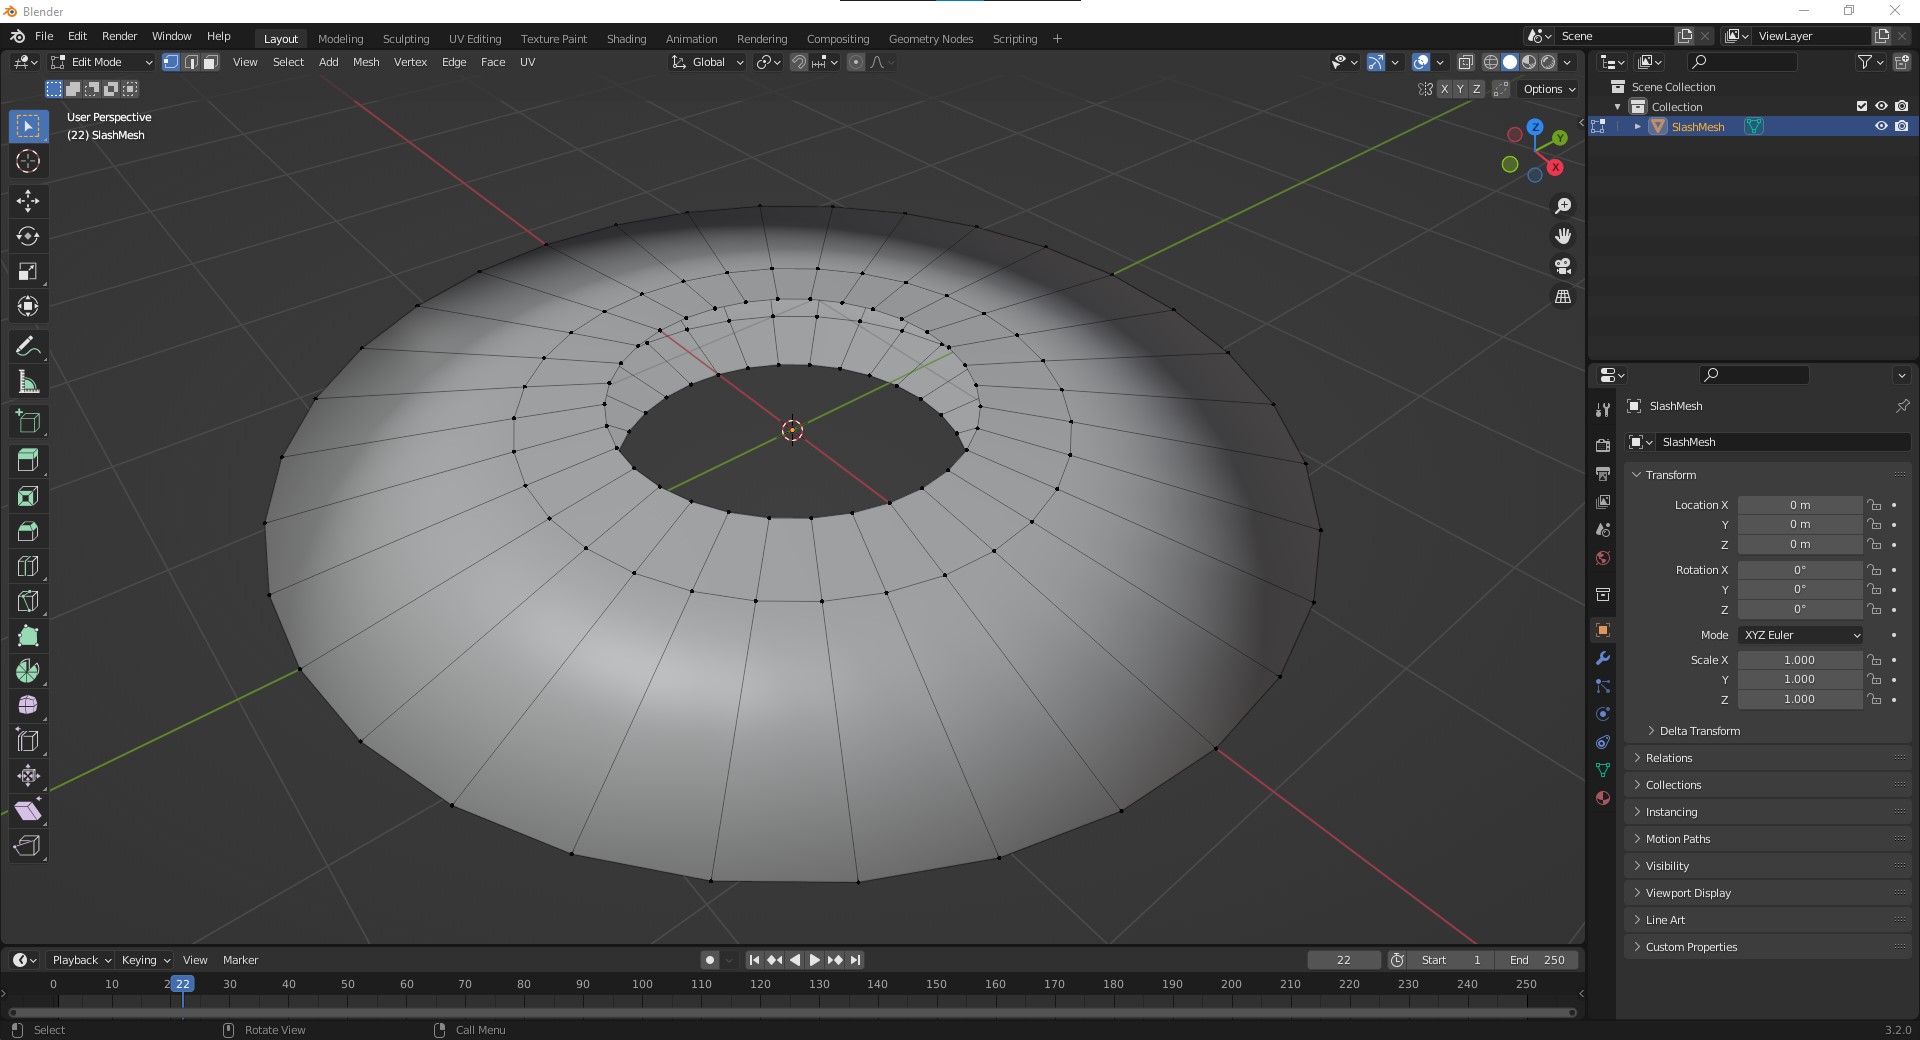 Blender
File Edit Render Window Help Layout Modeling Sculpting UV Editing Texture Paint Shading Animation Rendering Compositing Geometry Nodes Scripting + Scene ViewLayer
Edit Mode View Select Add Mesh Vertex Edge Face UV Global
X Y Z Options
User Perspective
(22) SlashMesh
Z
Y
X
Scene Collection
Collection
SlashMesh
SlashMesh
SlashMesh
Transform
Location X 0 m
Y 0 m
Z 0 m
Rotation X 0°
Y 0°
Z 0°
Mode XYZ Euler
Scale X 1.000
Y 1.000
Z 1.000
Delta Transform
Relations
Collections
Instancing
Motion Paths
Visibility
Viewport Display
Line Art
Custom Properties
Playback Keying View Marker 22 Start 1 End 250
0 10 2 22 30 40 50 60 70 80 90 100 110 120 130 140 150 160 170 180 190 200 210 220 230 240 250
Select Rotate View Call Menu 3.2.0